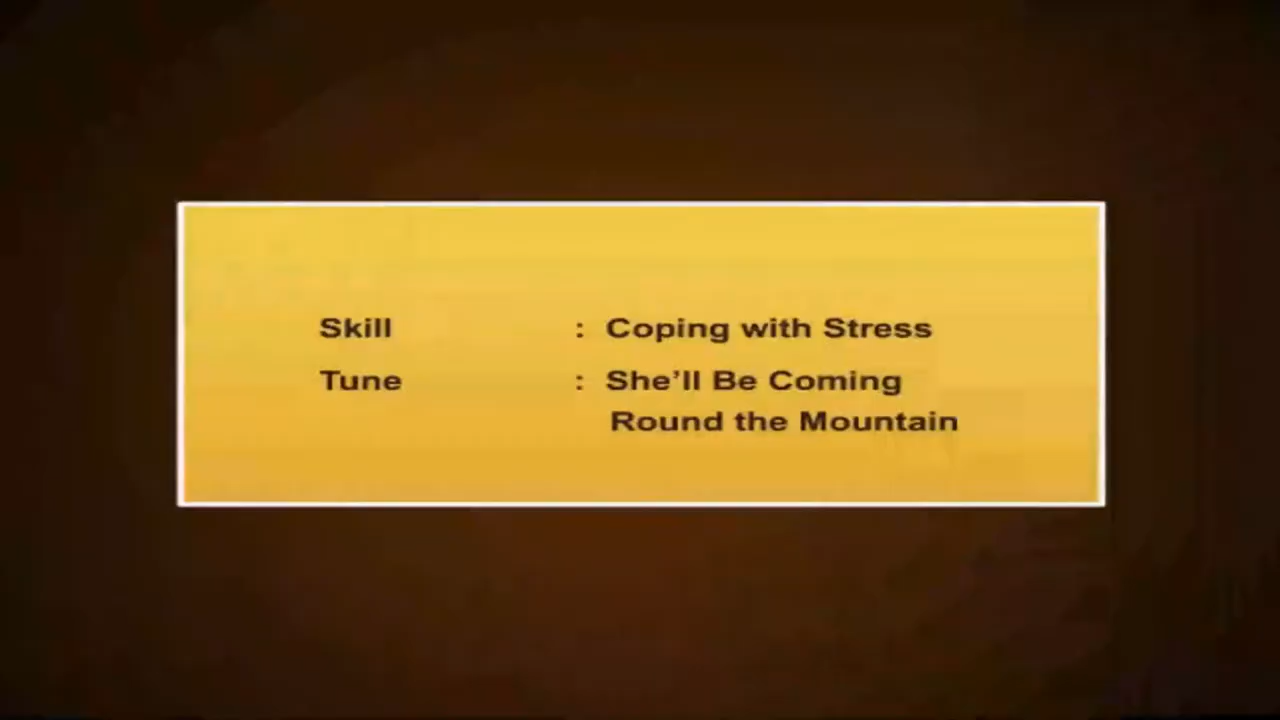 Skill : Coping with Stress
Tune : She’ll Be Coming
Round the Mountain